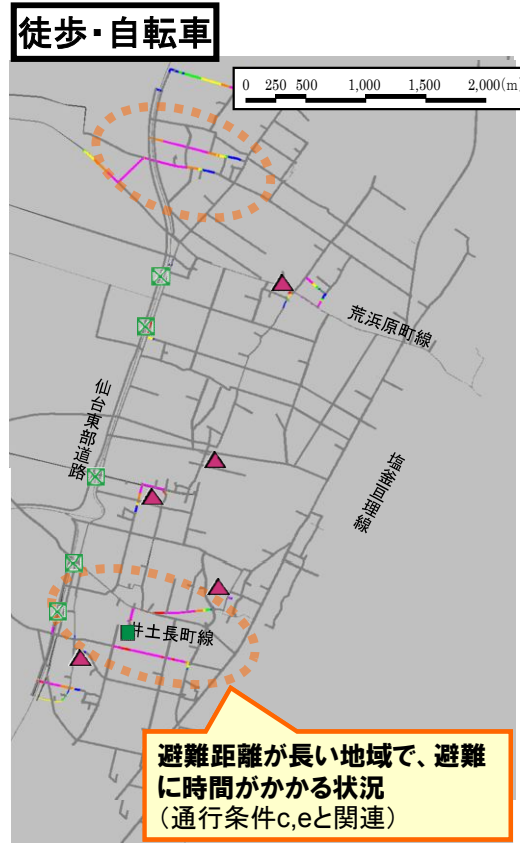 徒歩・自転車
0 250 500 1,000 1,500 2,000(m)
荒浜原町線
仙台東部道路
塩釜亘理線
井土長町線
避難距離が長い地域で、避難
に時間がかかる状況
（通行条件c,eと関連）